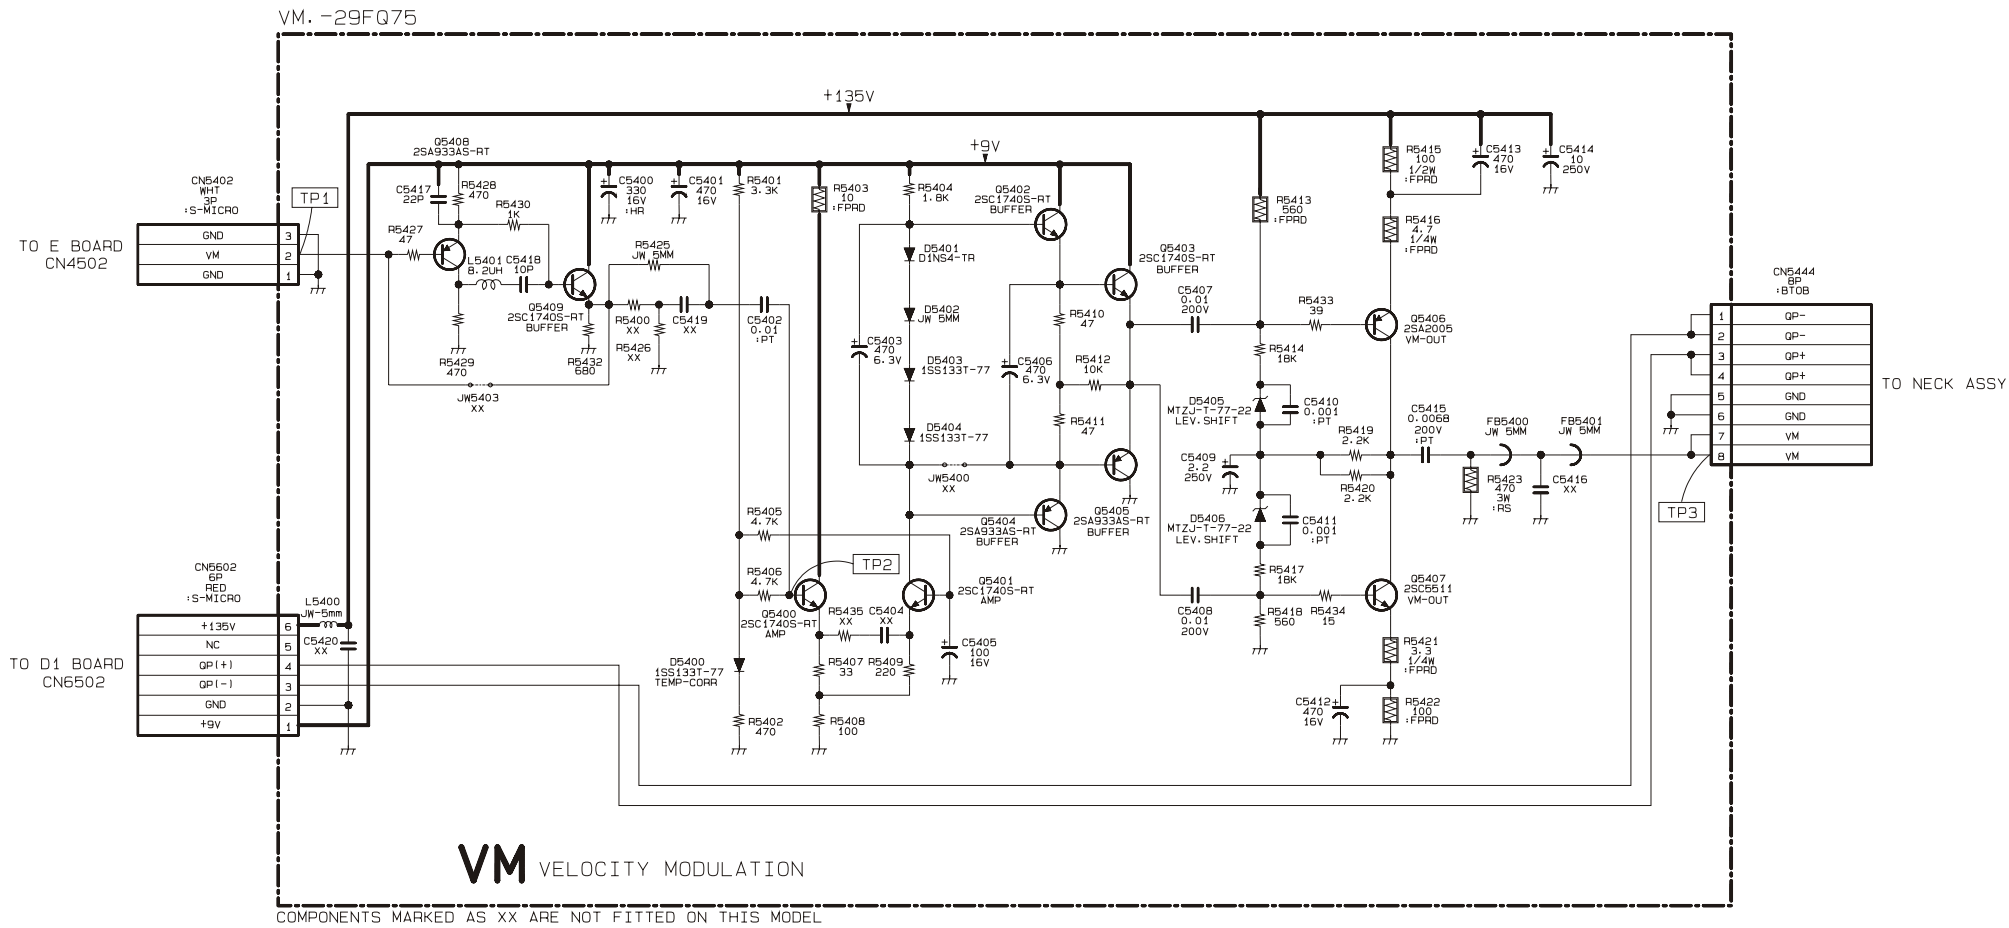 VM. -29FQ75
+135V
+9V
Q5408
2SA933AS-RT
CN5402
WHT
3P
:S-MICRO
TP1
GND
3
VM
2
GND
1
TO E BOARD
CN4502
C5417
22P
R5428
470
R5430
1K
R5427
47
L5401
8.2UH
C5418
10P
Q5409
2SC1740S-RT
BUFFER
R5429
470
JW5403
XX
R5432
680
C5400
330
16V
:HR
C5401
470
16V
R5425
JW 5MM
R5400
XX
R5426
XX
C5419
XX
C5402
0.01
:PT
R5401
3.3K
R5403
10
:FPRD
R5404
1.8K
Q5402
2SC1740S-RT
BUFFER
D5401
D1NS4-TR
D5402
JW 5MM
D5403
1SS133T-77
D5404
1SS133T-77
C5403
470
6.3V
C5406
470
6.3V
R5410
47
R5412
10K
R5411
47
JW5400
XX
Q5403
2SC1740S-RT
BUFFER
Q5404
2SA933AS-RT
BUFFER
Q5405
2SA933AS-RT
BUFFER
R5405
4.7K
R5406
4.7K
TP2
Q5400
2SC1740S-RT
AMP
Q5401
2SC1740S-RT
AMP
R5435
XX
C5404
XX
C5405
100
16V
R5407
33
R5409
220
R5408
100
D5400
1SS133T-77
TEMP-CORR
R5402
470
C5407
0.01
200V
C5408
0.01
200V
R5413
560
:FPRD
R5414
18K
R5433
39
D5405
MTZJ-T-77-22
LEV.SHIFT
C5410
0.001
:PT
C5409
2.2
250V
D5406
MTZJ-T-77-22
LEV.SHIFT
C5411
0.001
:PT
R5417
18K
R5418
560
R5434
15
R5419
2.2K
R5420
2.2K
R5415
100
1/2W
:FPRD
C5413
470
16V
C5414
10
250V
R5416
4.7
1/4W
:FPRD
Q5406
2SA2005
VM-OUT
Q5407
2SC5511
VM-OUT
R5421
3.3
1/4W
:FPRD
C5412
470
16V
R5422
100
:FPRD
C5415
0.0068
200V
:PT
FB5400
JW 5MM
FB5401
JW 5MM
R5423
470
3W
:RS
C5416
XX
TP3
CN5444
8P
:BTOB
1 QP-
2 QP-
3 QP+
4 QP+
5 GND
6 GND
7 VM
8 VM
TO NECK ASSY
CN5602
6P
RED
:S-MICRO
L5400
JW-5mm
C5420
XX
+135V 6
NC 5
QP(+) 4
QP(-) 3
GND 2
+9V 1
TO D1 BOARD
CN6502
VM VELOCITY MODULATION
COMPONENTS MARKED AS XX ARE NOT FITTED ON THIS MODEL